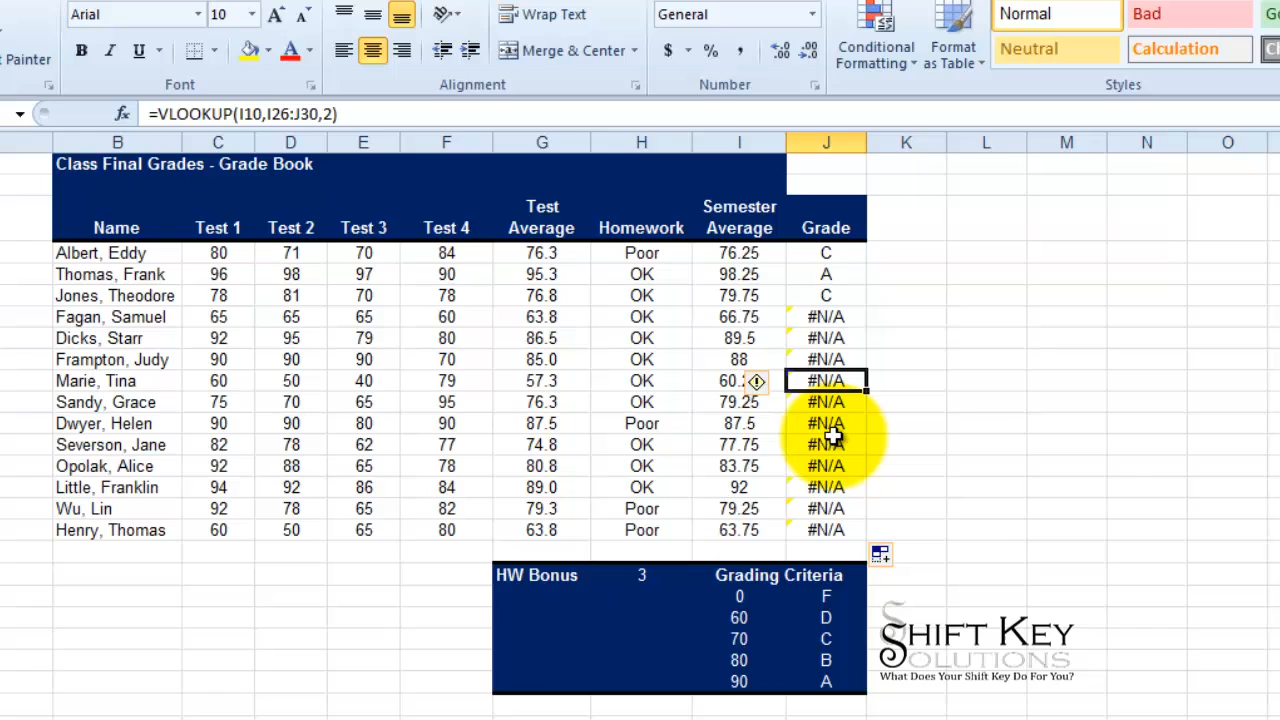 Arial 10 A A Wrap Text General Normal Bad
Painter B I U A Merge & Center $ % , .0 .00 Conditional Formatting Format as Table Neutral Calculation
Font Alignment Number Styles
fx =VLOOKUP(I10,I26:J30,2)
B C D E F G H I J K L M N O
Class Final Grades - Grade Book
Name Test 1 Test 2 Test 3 Test 4 Test Average Homework Semester Average Grade
Albert, Eddy 80 71 70 84 76.3 Poor 76.25 C
Thomas, Frank 96 98 97 90 95.3 OK 98.25 A
Jones, Theodore 78 81 70 78 76.8 OK 79.75 C
Fagan, Samuel 65 65 65 60 63.8 OK 66.75 #N/A
Dicks, Starr 92 95 79 80 86.5 OK 89.5 #N/A
Frampton, Judy 90 90 90 70 85.0 OK 88 #N/A
Marie, Tina 60 50 40 79 57.3 OK #N/A
Sandy, Grace 75 70 65 95 76.3 OK 79.25 #N/A
Dwyer, Helen 90 90 80 90 87.5 Poor 87.5 #N/A
Severson, Jane 82 78 62 77 74.8 OK 77.75 #N/A
Opolak, Alice 92 88 65 78 80.8 OK 83.75 #N/A
Little, Franklin 94 92 86 84 89.0 OK 92 #N/A
Wu, Lin 92 78 65 82 79.3 Poor 79.25 #N/A
Henry, Thomas 60 50 65 80 63.8 Poor 63.75 #N/A
HW Bonus 3 Grading Criteria
0 F
60 D
70 C
80 B
90 A
SHIFT KEY
SOLUTIONS
What Does Your Shift Key Do For You?